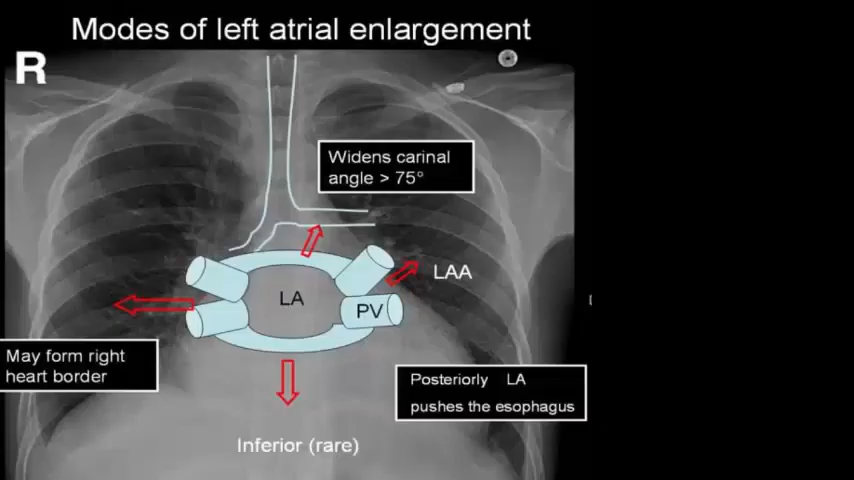 Modes of left atrial enlargement
R
Widens carinal
angle > 75°
LAA
LA
PV
May form right
heart border
Posteriorly LA
pushes the esophagus
Inferior (rare)